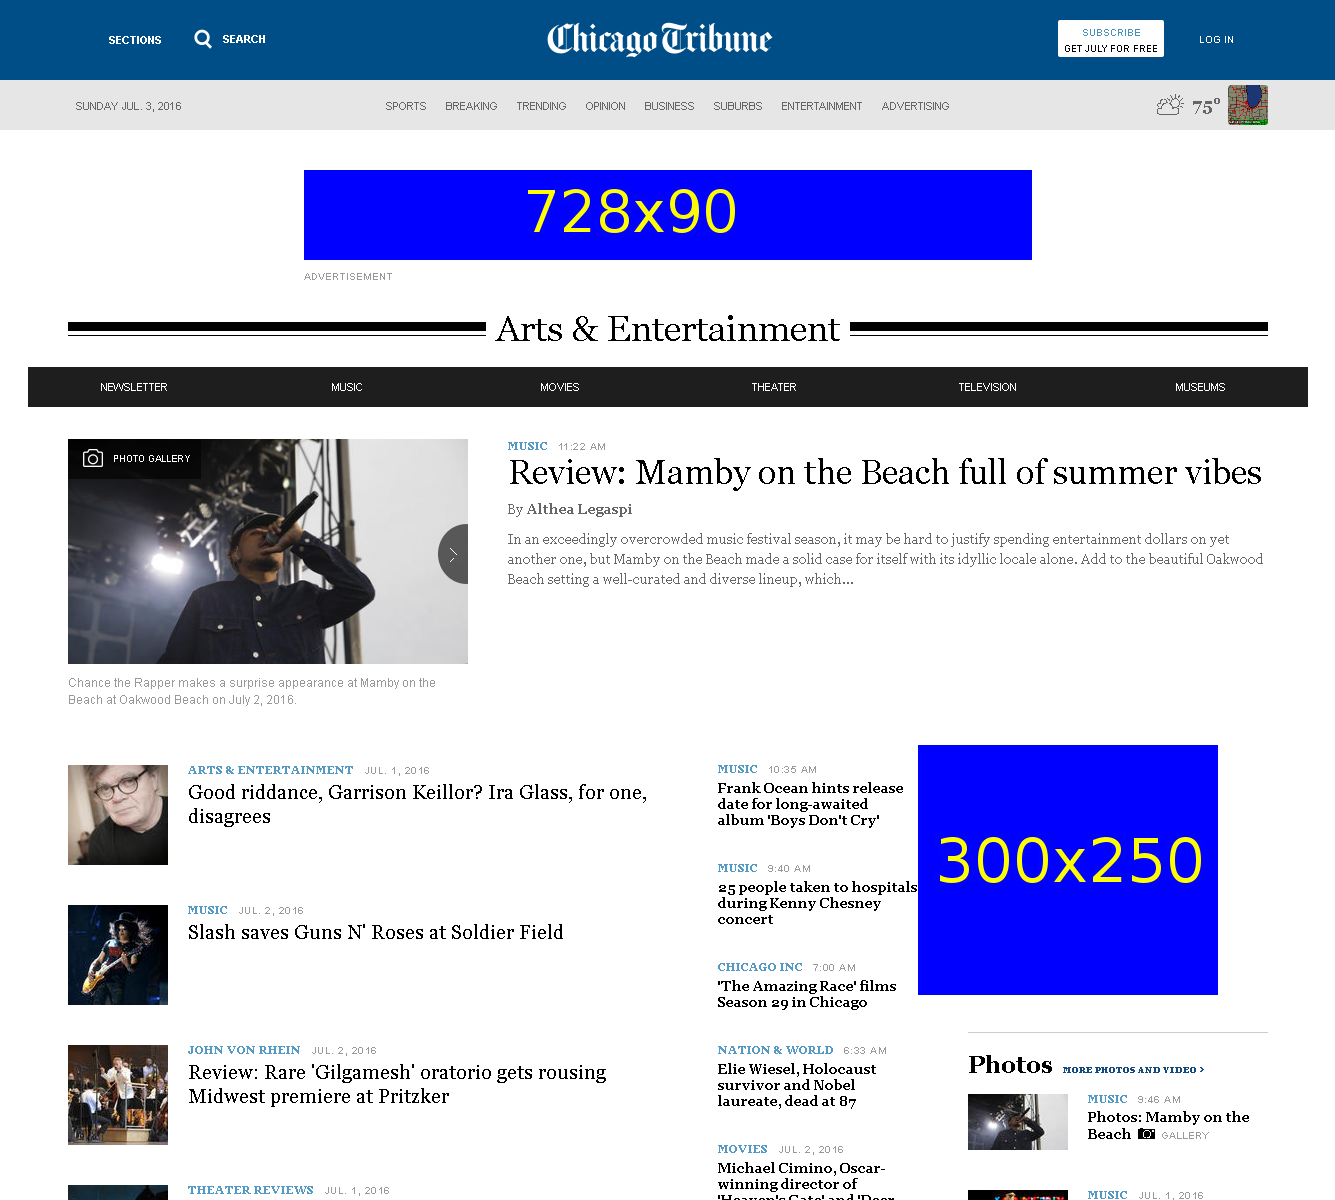 SECTIONS
SEARCH
Chicago Tribune
SUBSCRIBE
GET JULY FOR FREE
LOG IN
SUNDAY JUL. 3, 2016
SPORTS BREAKING TRENDING OPINION BUSINESS SUBURBS ENTERTAINMENT ADVERTISING
75°
728x90
ADVERTISEMENT
Arts & Entertainment
NEWSLETTER MUSIC MOVIES THEATER TELEVISION MUSEUMS
PHOTO GALLERY
Chance the Rapper makes a surprise appearance at Mamby on the
Beach at Oakwood Beach on July 2, 2016.
MUSIC 11:22 AM
Review: Mamby on the Beach full of summer vibes
By Althea Legaspi
In an exceedingly overcrowded music festival season, it may be hard to justify spending entertainment dollars on yet
another one, but Mamby on the Beach made a solid case for itself with its idyllic locale alone. Add to the beautiful Oakwood
Beach setting a well-curated and diverse lineup, which...
ARTS & ENTERTAINMENT JUL. 1, 2016
Good riddance, Garrison Keillor? Ira Glass, for one,
disagrees
MUSIC JUL. 2, 2016
Slash saves Guns N' Roses at Soldier Field
JOHN VON RHEIN JUL. 2, 2016
Review: Rare 'Gilgamesh' oratorio gets rousing
Midwest premiere at Pritzker
THEATER REVIEWS JUL. 1, 2016
MUSIC 10:35 AM
Frank Ocean hints release
date for long-awaited
album 'Boys Don't Cry'
MUSIC 9:40 AM
25 people taken to hospitals
during Kenny Chesney
concert
CHICAGO INC 7:00 AM
'The Amazing Race' films
Season 29 in Chicago
NATION & WORLD 6:33 AM
Elie Wiesel, Holocaust
survivor and Nobel
laureate, dead at 87
MOVIES JUL. 2, 2016
Michael Cimino, Oscar-
winning director of
'Heaven's Gate' and 'Deer
300x250
Photos MORE PHOTOS AND VIDEO >
MUSIC 9:46 AM
Photos: Mamby on the
Beach GALLERY
MUSIC JUL. 1, 2016